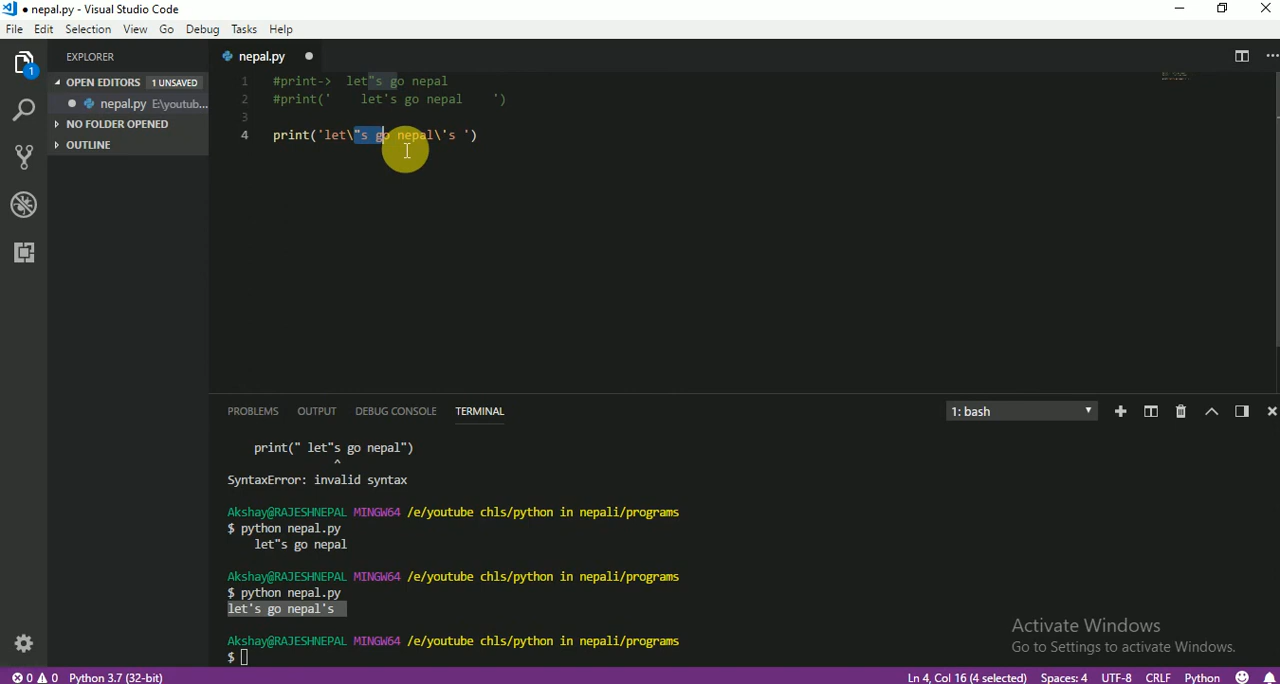 ● nepal.py - Visual Studio Code
File Edit Selection View Go Debug Tasks Help
EXPLORER
nepal.py
1
OPEN EDITORS 1 UNSAVED
nepal.py E\youtub...
NO FOLDER OPENED
OUTLINE
1 #print-> let"s go nepal
2 #print(' let's go nepal ')
3
4 print('let\"s go nepal\'s ')
PROBLEMS OUTPUT DEBUG CONSOLE TERMINAL 1: bash
print(" let"s go nepal")
^
SyntaxError: invalid syntax
Akshay@RAJESHNEPAL MINGW64 /e/youtube chls/python in nepali/programs
$ python nepal.py
let"s go nepal
Akshay@RAJESHNEPAL MINGW64 /e/youtube chls/python in nepali/programs
$ python nepal.py
let's go nepal's
Akshay@RAJESHNEPAL MINGW64 /e/youtube chls/python in nepali/programs
$
Activate Windows
Go to Settings to activate Windows.
0 0 Python 3.7 (32-bit) Ln 4, Col 16 (4 selected) Spaces: 4 UTF-8 CRLF Python